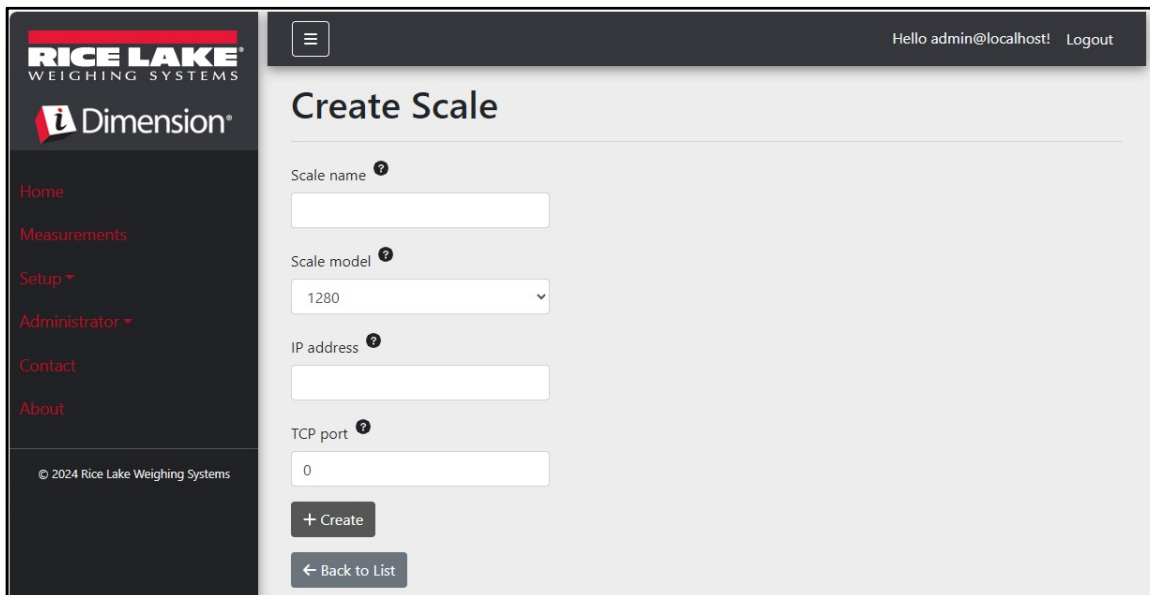 RICE LAKE®
WEIGHING SYSTEMS
i Dimension®
Home
Measurements
Setup
Administrator
Contact
About
© 2024 Rice Lake Weighing Systems
Hello admin@localhost! Logout
Create Scale
Scale name ?
Scale model ?
1280
IP address ?
TCP port ?
0
+ Create
← Back to List